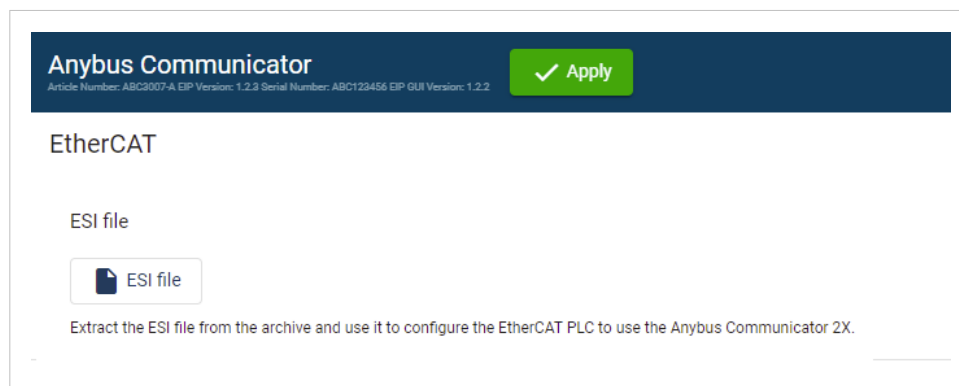 Anybus Communicator
Article Number: ABC3007-A EIP Version: 1.2.3 Serial Number: ABC123456 EIP GUI Version: 1.2.2
Apply
EtherCAT
ESI file
ESI file
Extract the ESI file from the archive and use it to configure the EtherCAT PLC to use the Anybus Communicator 2X.